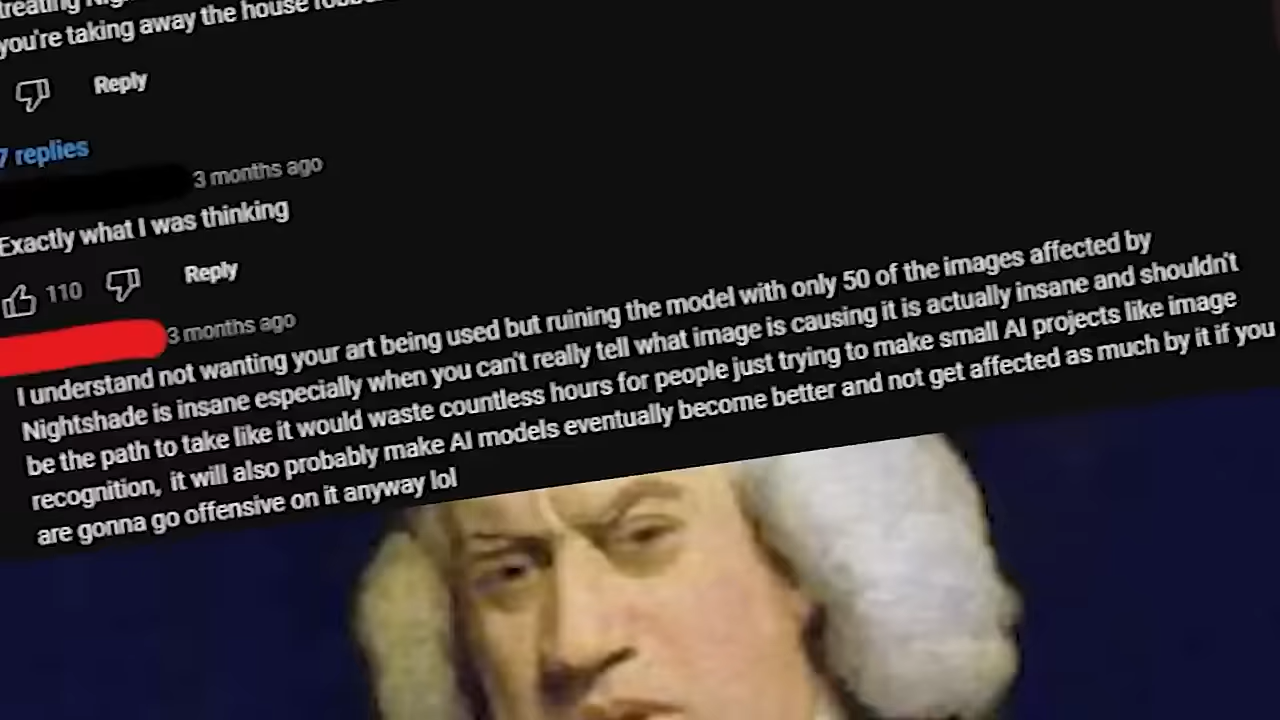 treating
you're taking away the house
Reply
7 replies
3 months ago
Exactly what I was thinking
110
Reply
3 months ago
I understand not wanting your art being used but ruining the model with only 50 of the images affected by
Nightshade is insane especially when you can't really tell what image is causing it is actually insane and shouldn't
be the path to take like it would waste countless hours for people just trying to make small AI projects like image
recognition, it will also probably make AI models eventually become better and not get affected as much by it if you
are gonna go offensive on it anyway lol